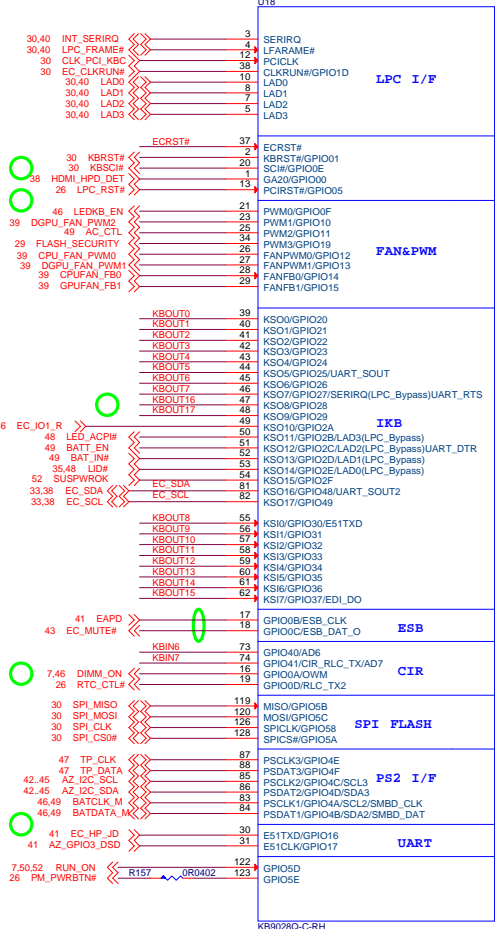 U18
30,40 INT_SERIRQ 3 SERIRQ
30,40 LPC_FRAME# 4 LFARAME#
30 CLK_PCI_KBC 12 PCICLK
30 EC_CLKRUN# 38 CLKRUN#/GPIO1D
30,40 LAD0 10 LAD0
30,40 LAD1 8 LAD1
30,40 LAD2 7 LAD2
30,40 LAD3 5 LAD3
LPC I/F
ECRST# 37 ECRST#
30 KBRST# 2 KBRST#/GPIO01
30 KBSCI# 20 SCI#/GPIO0E
38 HDMI_HPD_DET 1 GA20/GPIO00
26 LPC_RST# 13 PCIRST#/GPIO05
46 LEDKB_EN 21 PWM0/GPIO0F
39 DGPU_FAN_PWM2 23 PWM1/GPIO10
49 AC_CTL 25 PWM2/GPIO11
29 FLASH_SECURITY 34 PWM3/GPIO19
39 CPU_FAN_PWM0 26 FANPWM0/GPIO12
39 DGPU_FAN_PWM1 27 FANPWM1/GPIO13
39 CPUFAN_FB0 28 FANFB0/GPIO14
39 GPUFAN_FB1 29 FANFB1/GPIO15
FAN&PWM
KBOUT0 39 KSO0/GPIO20
KBOUT1 40 KSO1/GPIO21
KBOUT2 41 KSO2/GPIO22
KBOUT3 42 KSO3/GPIO23
KBOUT4 43 KSO4/GPIO24
KBOUT5 44 KSO5/GPIO25/UART_SOUT
KBOUT6 45 KSO6/GPIO26
KBOUT7 46 KSO7/GPIO27/SERIRQ(LPC_Bypass)UART_RTS
KBOUT16 47 KSO8/GPIO28
KBOUT17 48 KSO9/GPIO29
6 EC_IO1_R 49 KSO10/GPIO2A
48 LED_ACPI# 50 KSO11/GPIO2B/LAD3(LPC_Bypass)
49 BATT_EN 51 KSO12/GPIO2C/LAD2(LPC_Bypass)UART_DTR
49 BAT_IN# 52 KSO13/GPIO2D/LAD1(LPC_Bypass)
35,48 LID# 53 KSO14/GPIO2E/LAD0(LPC_Bypass)
52 SUSPWROK 54 KSO15/GPIO2F
33,38 EC_SDA EC_SDA 81 KSO16/GPIO48/UART_SOUT2
33,38 EC_SCL EC_SCL 82 KSO17/GPIO49
IKB
KBOUT8 55 KSI0/GPIO30/E51TXD
KBOUT9 56 KSI1/GPIO31
KBOUT10 57 KSI2/GPIO32
KBOUT11 58 KSI3/GPIO33
KBOUT12 59 KSI4/GPIO34
KBOUT13 60 KSI5/GPIO35
KBOUT14 61 KSI6/GPIO36
KBOUT15 62 KSI7/GPIO37/EDI_DO
41 EAPD 17 GPIO0B/ESB_CLK
43 EC_MUTE# 18 GPIO0C/ESB_DAT_O
ESB
KBIN6 73 GPIO40/AD6
KBIN7 74 GPIO41/CIR_RLC_TX/AD7
7,46 DIMM_ON 16 GPIO0A/OWM
26 RTC_CTL# 19 GPIO0D/RLC_TX2
CIR
30 SPI_MISO 119 MISO/GPIO5B
30 SPI_MOSI 120 MOSI/GPIO5C
30 SPI_CLK 126 SPICLK/GPIO58
30 SPI_CS0# 128 SPICS#/GPIO5A
SPI FLASH
47 TP_CLK 87 PSCLK3/GPIO4E
47 TP_DATA 88 PSDAT3/GPIO4F
42..45 AZ_I2C_SCL 85 PSCLK2/GPIO4C/SCL3
42..45 AZ_I2C_SDA 86 PSDAT2/GPIO4D/SDA3
46,49 BATCLK_M 83 PSCLK1/GPIO4A/SCL2/SMBD_CLK
46,49 BATDATA_M 84 PSDAT1/GPIO4B/SDA2/SMBD_DAT
PS2 I/F
41 EC_HP_JD 30 E51TXD/GPIO16
41 AZ_GPIO3_DSD 31 E51CLK/GPIO17
UART
7,50,52 RUN_ON 122 GPIO5D
26 PM_PWRBTN# R157 0R0402 123 GPIO5E
KB9028Q-C-RH